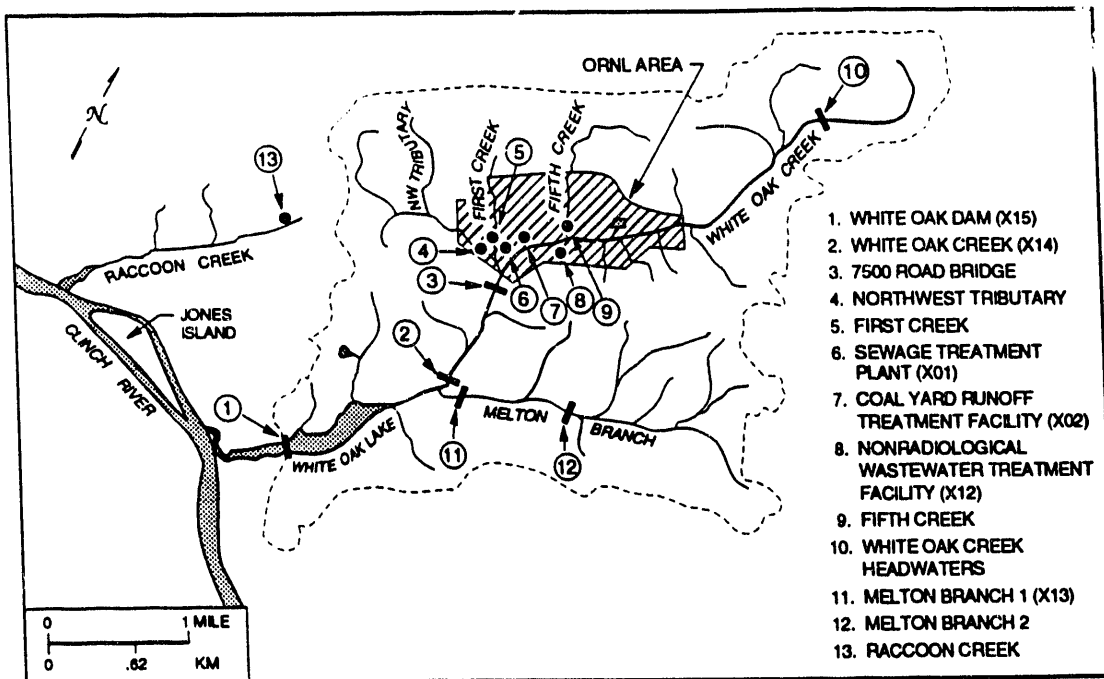 ORNL AREA
10
N
13
NW TRIBUTARY
FIRST CREEK
5
FIFTH CREEK
WHITE OAK CREEK
RACCOON CREEK
4
3
6
7
8
9
JONES
ISLAND
CLINCH RIVER
2
1
WHITE OAK LAKE
MELTON BRANCH
11
12
0 1 MILE
0 .62 KM
1. WHITE OAK DAM (X15)
2. WHITE OAK CREEK (X14)
3. 7500 ROAD BRIDGE
4. NORTHWEST TRIBUTARY
5. FIRST CREEK
6. SEWAGE TREATMENT
PLANT (X01)
7. COAL YARD RUNOFF
TREATMENT FACILITY (X02)
8. NONRADIOLOGICAL
WASTEWATER TREATMENT
FACILITY (X12)
9. FIFTH CREEK
10. WHITE OAK CREEK
HEADWATERS
11. MELTON BRANCH 1 (X13)
12. MELTON BRANCH 2
13. RACCOON CREEK